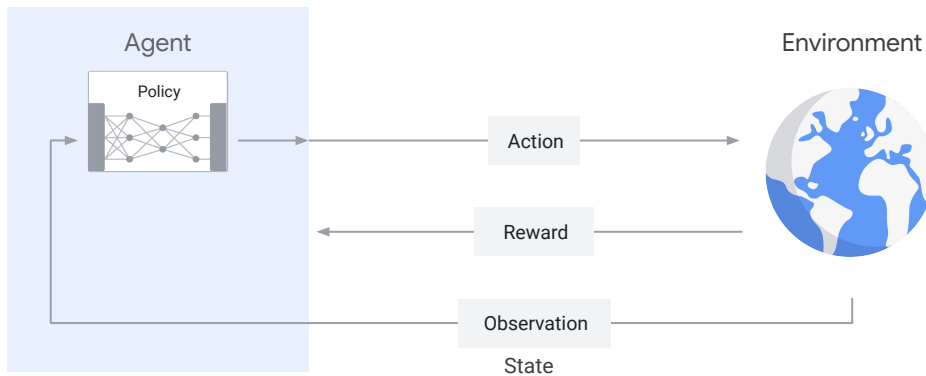 Agent
Environment
Policy
Action
Reward
Observation
State